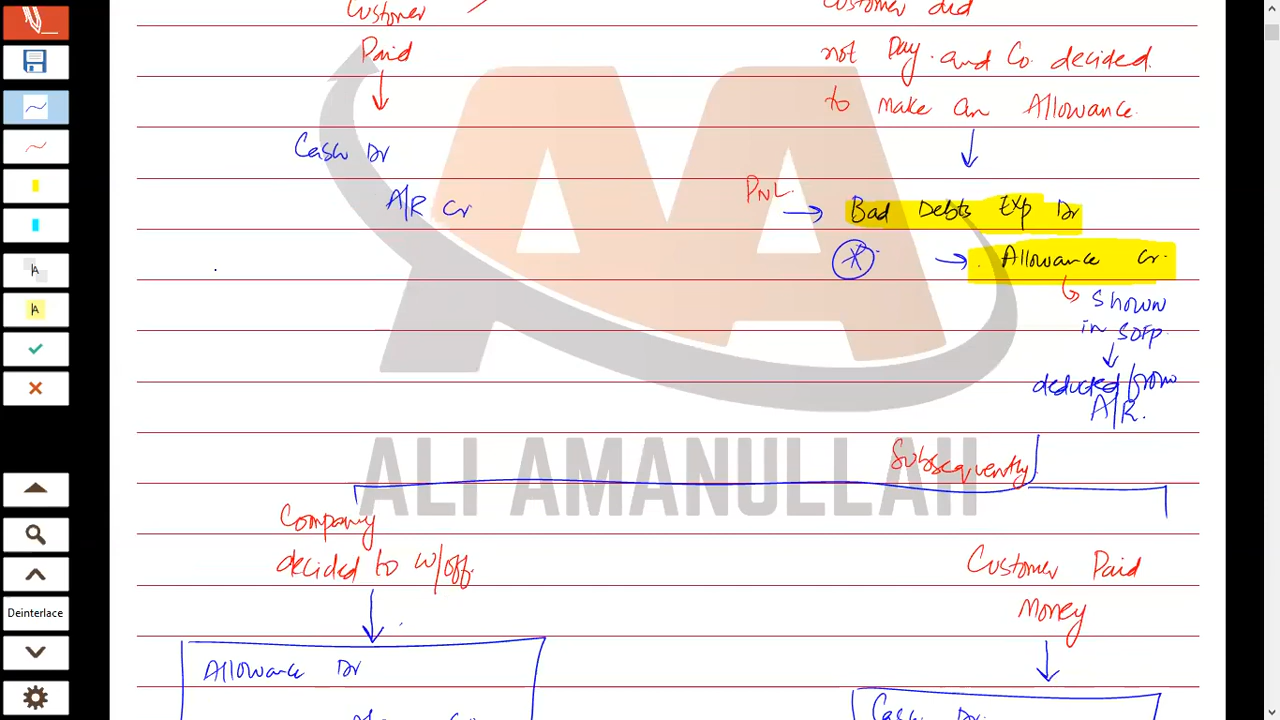 Customer
Paid
Cash Dr
A/R Cr
Customer did
not Pay. and Co. decided
to make an Allowance.
PNL.
Bad Debts Exp Dr
Allowance Cr.
Shown
in SOFP.
deducted from
A/R.
Subsequently
ALI AMANULLAH
Company
decided to w/off
Allowance Dr
Customer Paid
Money
Cash Dr.
Deinterlace